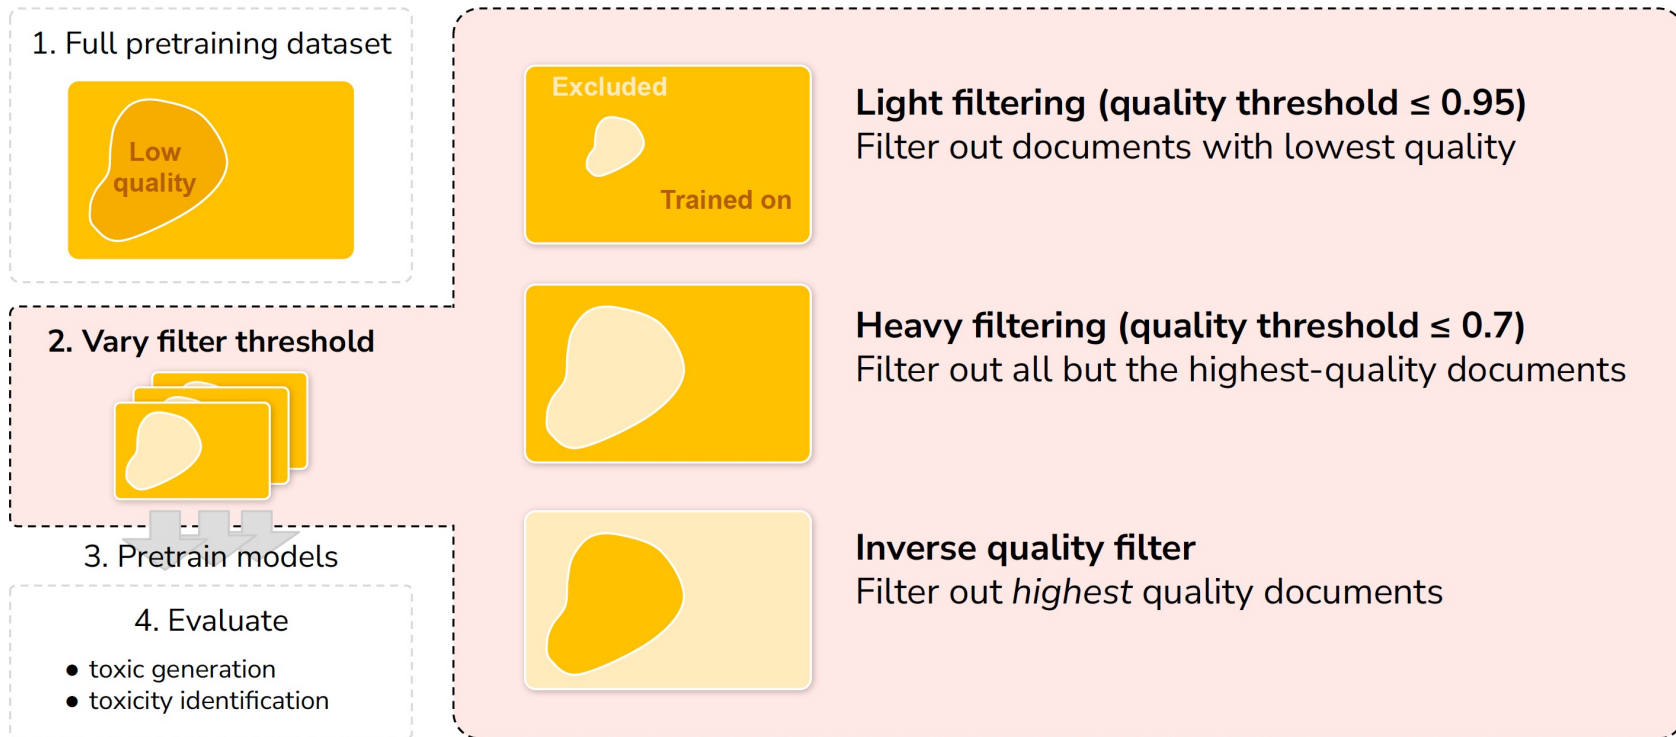 1. Full pretraining dataset
Low
quality
2. Vary filter threshold
3. Pretrain models
4. Evaluate
● toxic generation
● toxicity identification
Excluded
Trained on
Light filtering (quality threshold ≤ 0.95)
Filter out documents with lowest quality
Heavy filtering (quality threshold ≤ 0.7)
Filter out all but the highest-quality documents
Inverse quality filter
Filter out highest quality documents